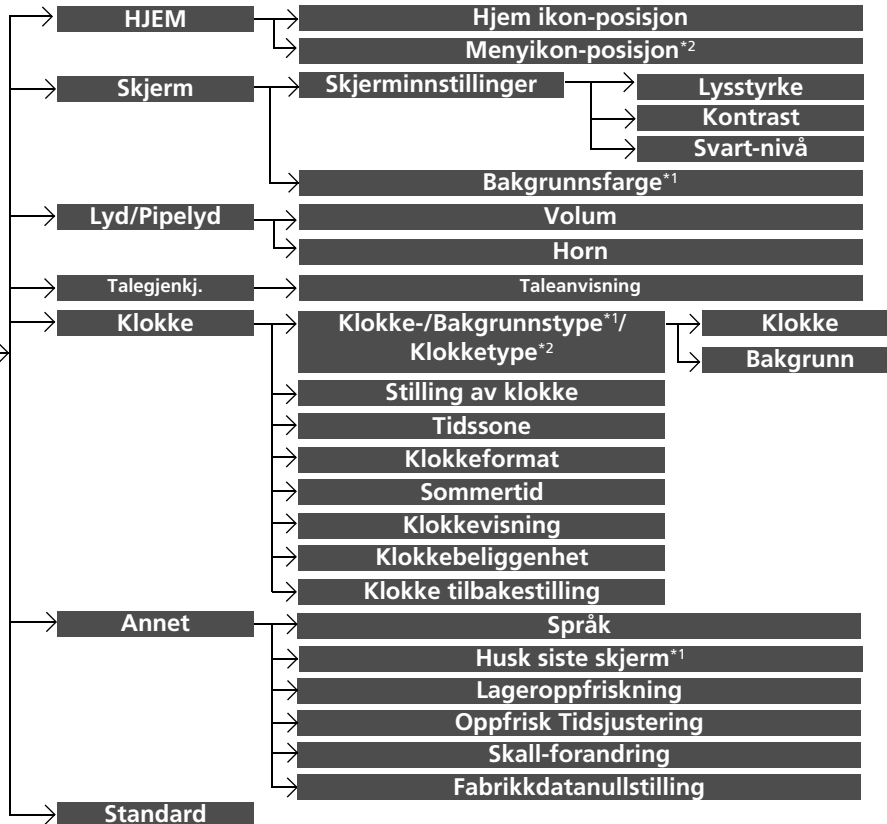 HJEM
Hjem ikon-posisjon
Menyikon-posisjon*2
Skjerm
Skjerminnstillinger
Lysstyrke
Kontrast
Svart-nivå
Bakgrunnsfarge*1
Lyd/Pipelyd
Volum
Horn
Talegjenkj.
Taleanvisning
Klokke
Klokke-/Bakgrunnstype*1/
Klokketype*2
Klokke
Bakgrunn
Stilling av klokke
Tidssone
Klokkeformat
Sommertid
Klokkevisning
Klokkebeliggenhet
Klokke tilbakestilling
Annet
Språk
Husk siste skjerm*1
Lageroppfriskning
Oppfrisk Tidsjustering
Skall-forandring
Fabrikkdatanullstilling
Standard